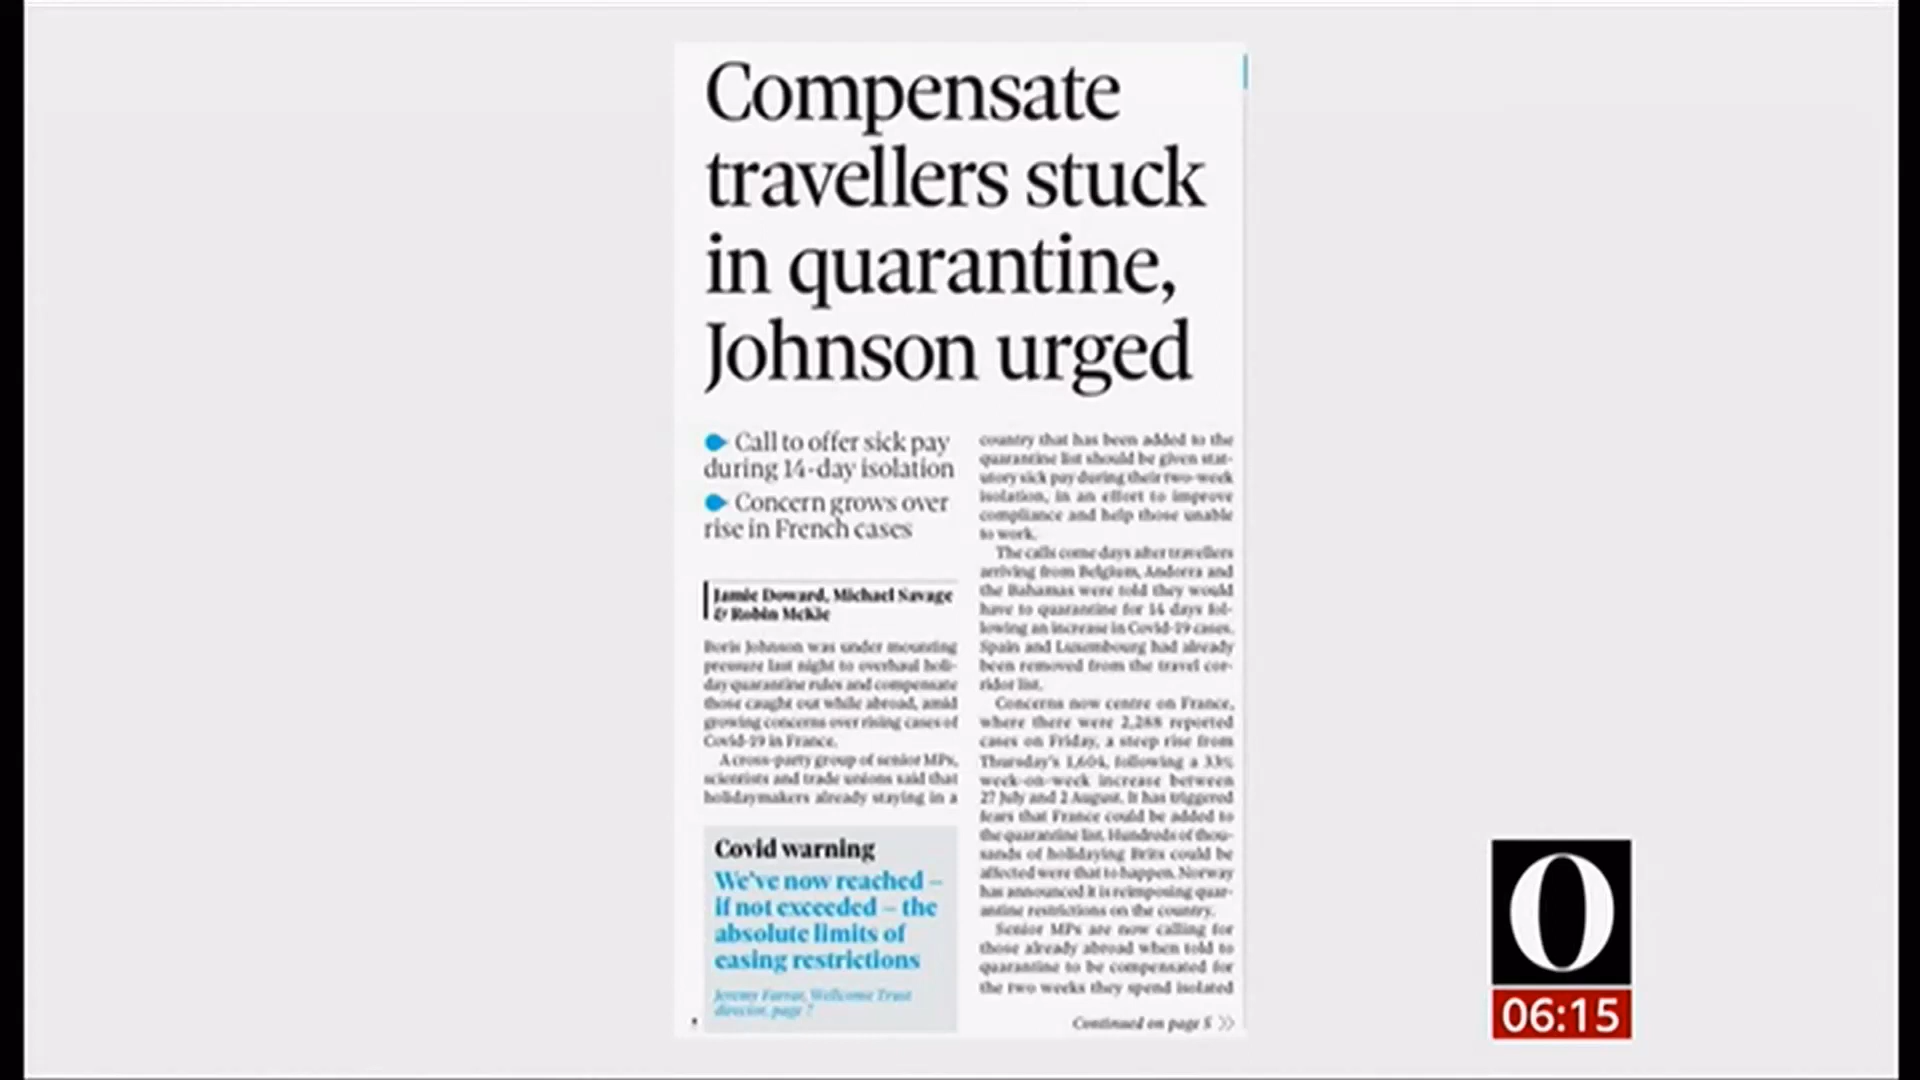 Compensate
travellers stuck
in quarantine,
Johnson urged
Call to offer sick pay
during 14-day isolation
Concern grows over
rise in French cases
Jamie Doward, Michael Savage
& Robin McKie
Boris Johnson was under mounting
pressure last night to overhaul holi-
day quarantine rules and compensate
those caught out while abroad, amid
growing concerns over rising cases of
Covid-19 in France.
A cross-party group of senior MPs,
scientists and trade unions said that
holidaymakers already staying in a
Covid warning
We've now reached –
if not exceeded – the
absolute limits of
easing restrictions
Jeremy Farrar, Wellcome Trust
director, page 7
country that has been added to the
quarantine list should be given stat-
utory sick pay during their two-week
isolation, in an effort to improve
compliance and help those unable
to work.
The calls come days after travellers
arriving from Belgium, Andorra and
the Bahamas were told they would
have to quarantine for 14 days fol-
lowing an increase in Covid-19 cases.
Spain and Luxembourg had already
been removed from the travel cor-
ridor list.
Concerns now centre on France,
where there were 2,288 reported
cases on Friday, a steep rise from
Thursday's 1,604, following a 33%
week-on-week increase between
27 July and 2 August. It has triggered
fears that France could be added to
the quarantine list. Hundreds of thou-
sands of holidaying Brits could be
affected were that to happen. Norway
has announced it is reimposing quar-
antine restrictions on the country.
Senior MPs are now calling for
those already abroad when told to
quarantine to be compensated for
the two weeks they spend isolated
Continued on page 5 >>
O
06:15